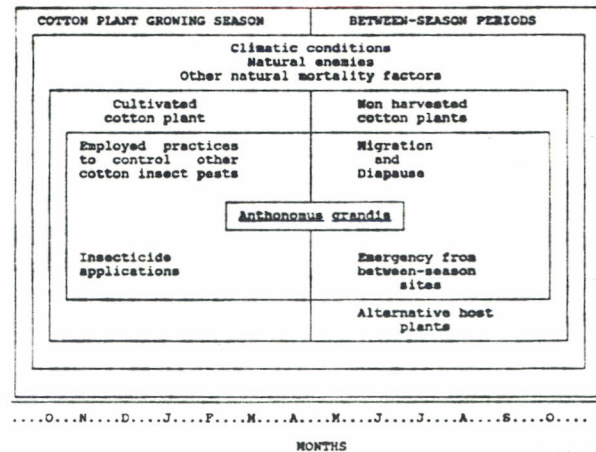 COTTON PLANT GROWING SEASON
BETWEEN-SEASON PERIODS
Climatic conditions
Natural enemies
Other natural mortality factors
Cultivated
cotton plant
Non harvested
cotton plants
Employed practices
to control other
cotton insect pests
Migration
and
Diapause
Anthonomus grandis
Insecticide
applications
Emergency from
between-season
sites
Alternative host
plants
....O...N....D....J....F....M....A....M....J....J....A....S....O....
MONTHS